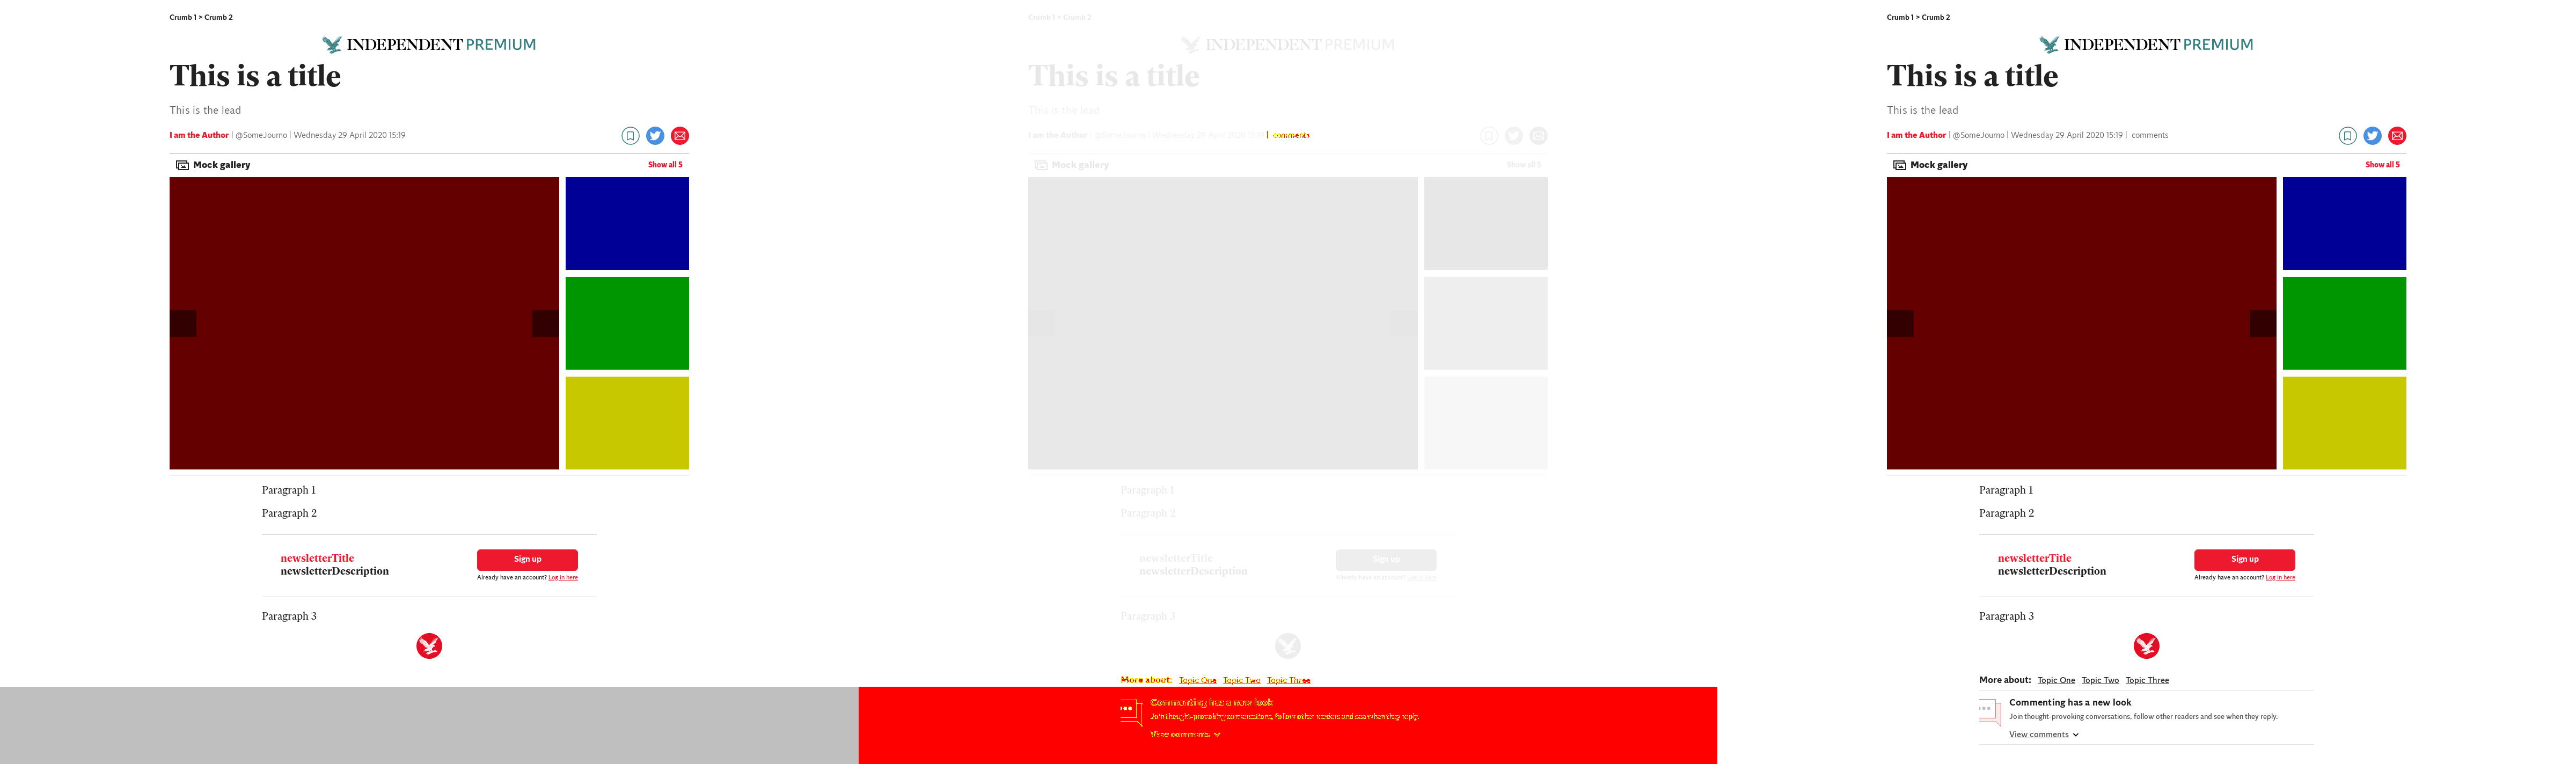 Crumb 1 > Crumb 2
INDEPENDENT PREMIUM
This is a title
This is the lead
I am the Author | @SomeJourno | Wednesday 29 April 2020 15:19
Mock gallery
Show all 5
Paragraph 1
Paragraph 2
newsletterTitle
newsletterDescription
Sign up
Already have an account? Log in here
Paragraph 3
Crumb 1 > Crumb 2
INDEPENDENT PREMIUM
This is a title
This is the lead
I am the Author | @SomeJourno | Wednesday 29 April 2020 15:19 | comments
Mock gallery
Show all 5
Paragraph 1
Paragraph 2
newsletterTitle
newsletterDescription
Sign up
Already have an account? Log in here
Paragraph 3
More about: Topic One Topic Two Topic Three
Commenting has a new look
Join thought-provoking conversations, follow other readers and see when they reply.
View comments
Crumb 1 > Crumb 2
INDEPENDENT PREMIUM
This is a title
This is the lead
I am the Author | @SomeJourno | Wednesday 29 April 2020 15:19 | comments
Mock gallery
Show all 5
Paragraph 1
Paragraph 2
newsletterTitle
newsletterDescription
Sign up
Already have an account? Log in here
Paragraph 3
More about: Topic One Topic Two Topic Three
Commenting has a new look
Join thought-provoking conversations, follow other readers and see when they reply.
View comments